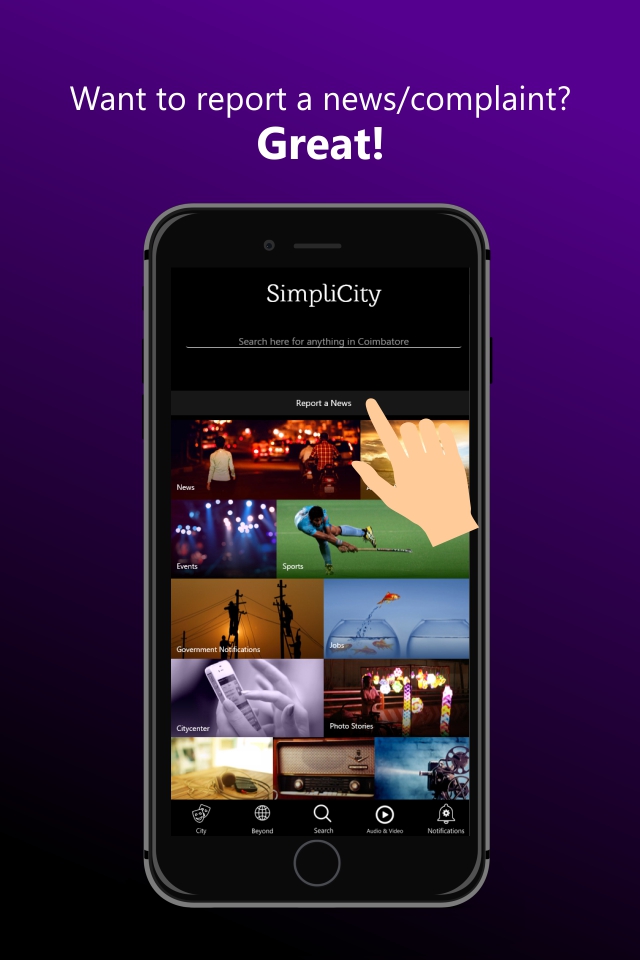 Want to report a news/complaint?
Great!
SimpliCity
Search here for anything in Coimbatore
Report a News
News
Events
Sports
Government Notifications
Jobs
Citycenter
Photo Stories
City
Beyond
Search
Audio & Video
Notifications